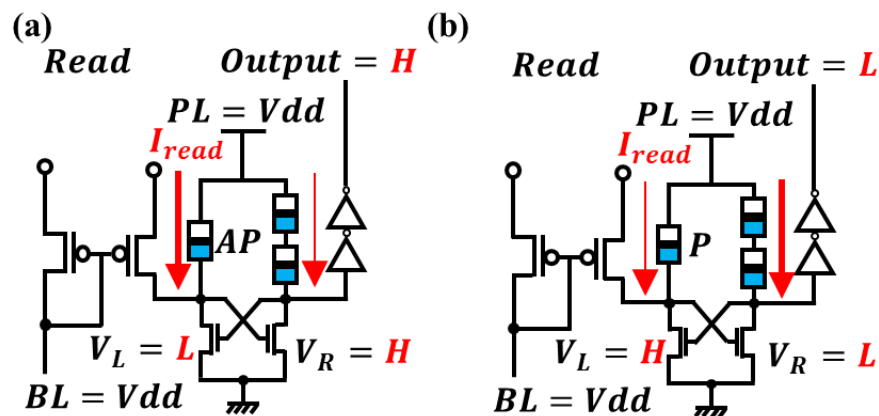 (a)
Read
Output = H
PL = Vdd
I_read
AP
V_L = L
V_R = H
BL = Vdd
(b)
Read
Output = L
PL = Vdd
I_read
P
V_L = H
V_R = L
BL = Vdd